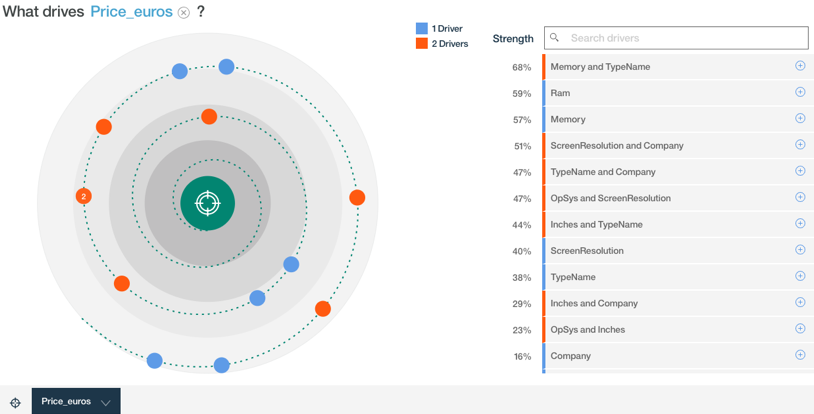 What drives Price_euros ?
1 Driver
2 Drivers
Strength
Search drivers
68% Memory and TypeName
59% Ram
57% Memory
51% ScreenResolution and Company
47% TypeName and Company
47% OpSys and ScreenResolution
44% Inches and TypeName
40% ScreenResolution
38% TypeName
29% Inches and Company
23% OpSys and Inches
16% Company
2
Price_euros